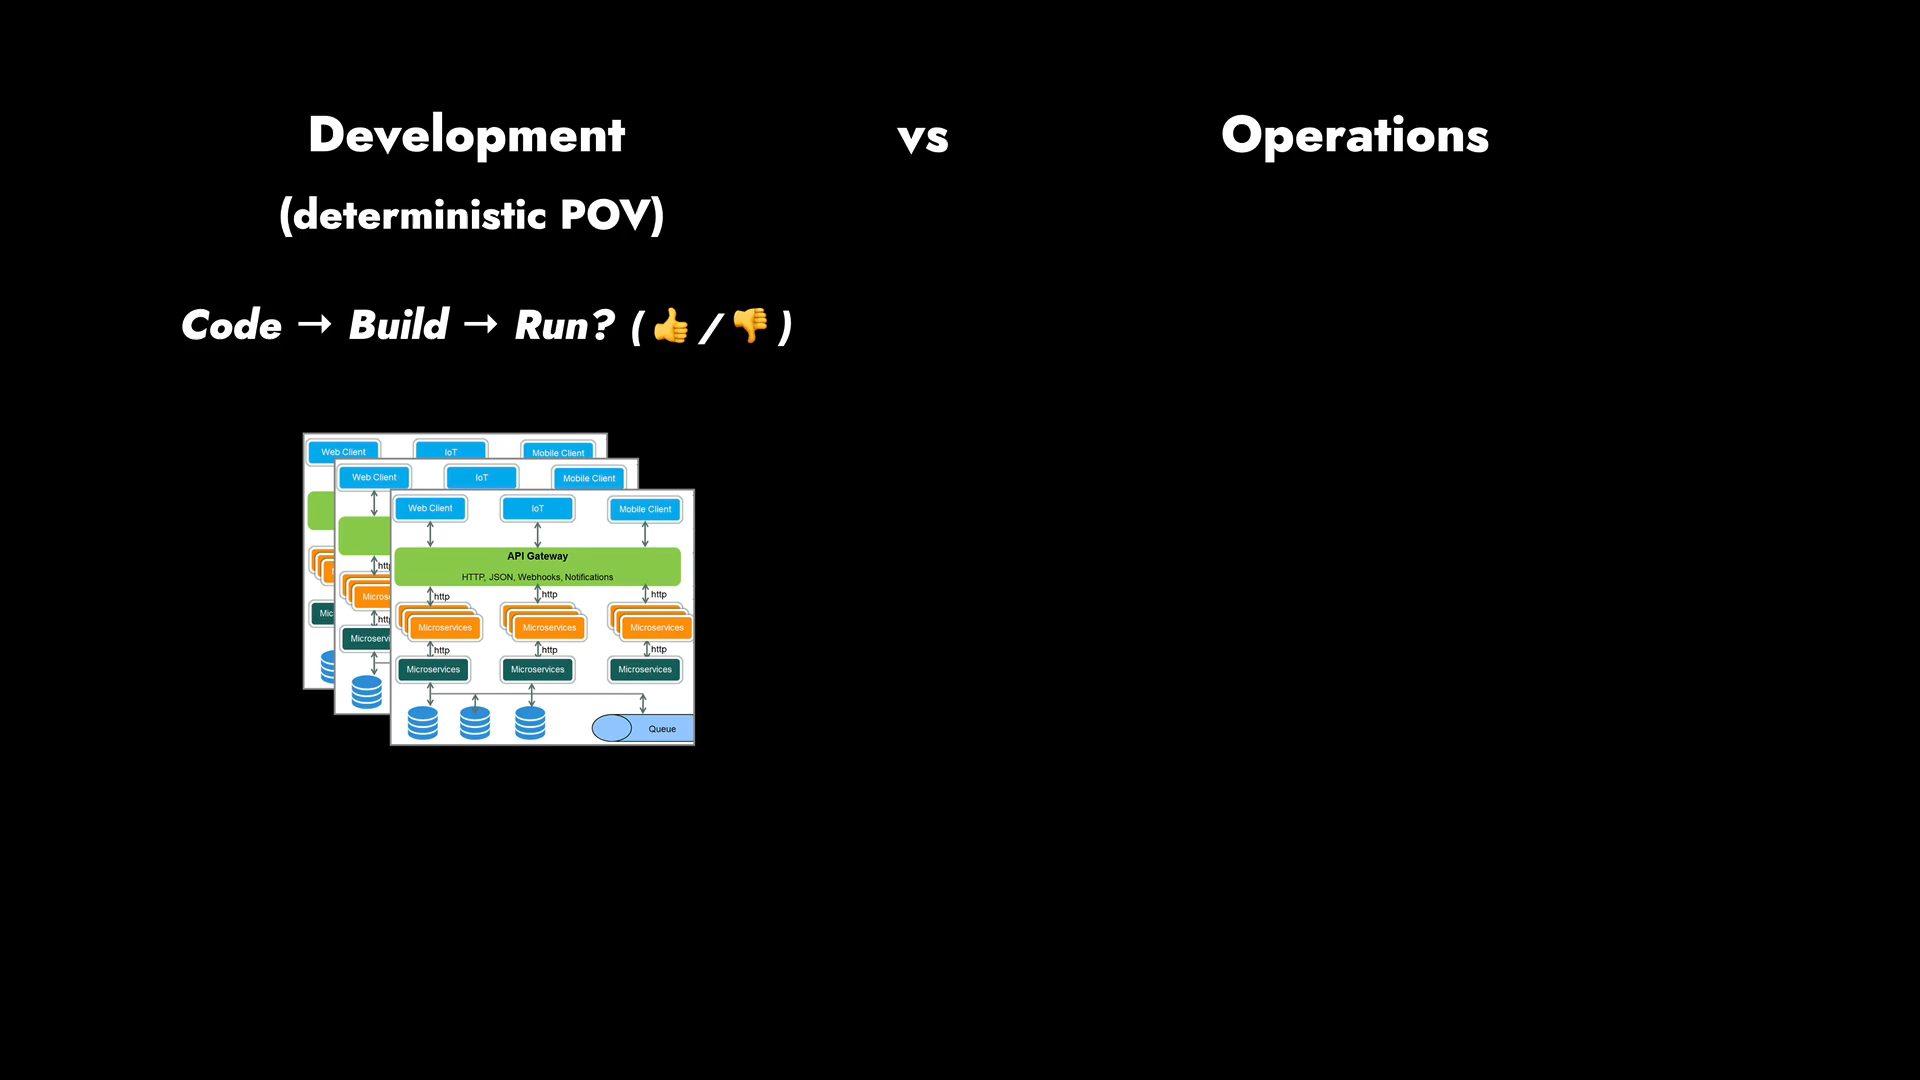 Development vs Operations
(deterministic POV)
Code → Build → Run? (👍/👎)
Web Client IoT Mobile Client
Web Client IoT Mobile Client
Web Client IoT Mobile Client
API Gateway
HTTP, JSON, Webhooks, Notifications
http http http
Microservices Microservices Microservices
http http http
Microservices Microservices Microservices
Queue